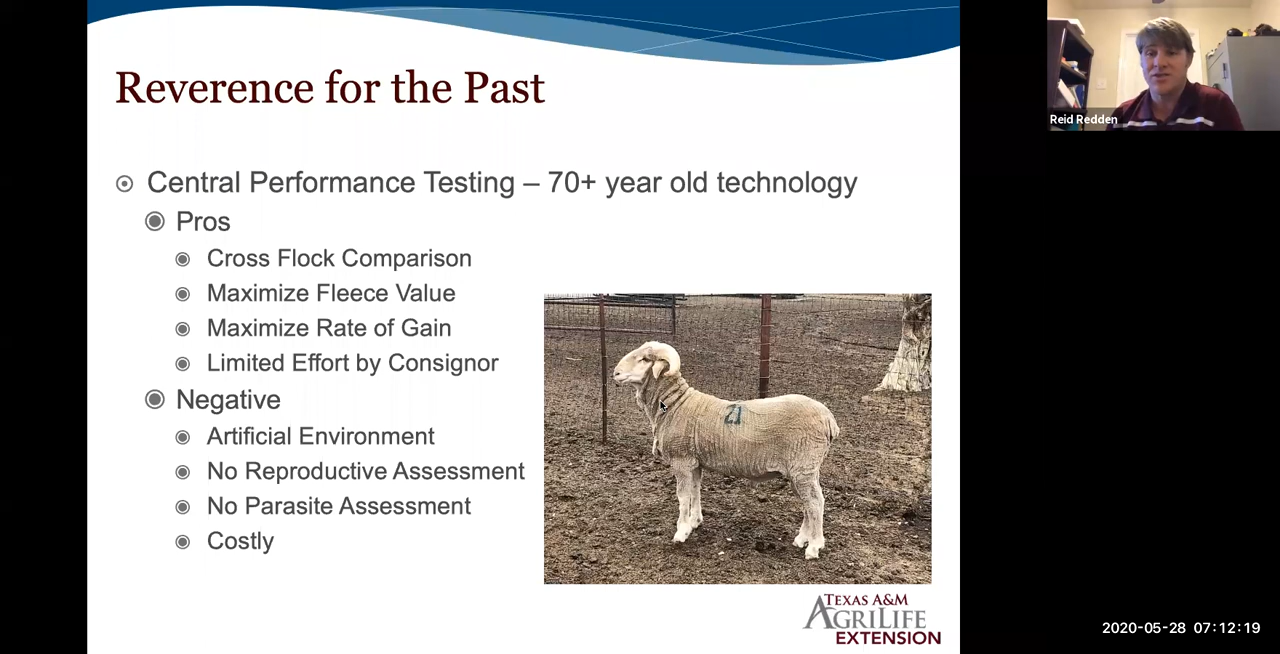 Reverence for the Past
Reid Redden
Central Performance Testing – 70+ year old technology
Pros
Cross Flock Comparison
Maximize Fleece Value
Maximize Rate of Gain
Limited Effort by Consignor
Negative
Artificial Environment
No Reproductive Assessment
No Parasite Assessment
Costly
21
TEXAS A&M
AGRILIFE
EXTENSION
2020-05-28 07:12:19